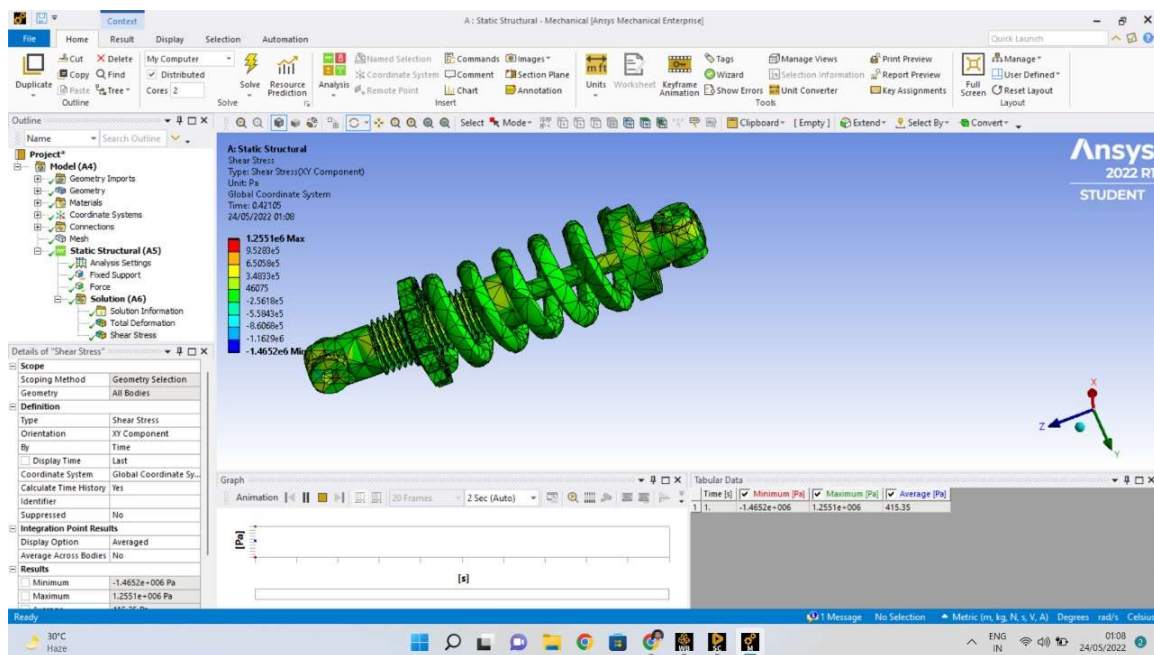 Context
A : Static Structural - Mechanical [Ansys Mechanical Enterprise]
File Home Result Display Selection Automation
Quick Launch
Duplicate
Cut
Copy
Paste
Delete
Find
Tree
Outline
My Computer
Distributed
Cores 2
Solve
Resource Prediction
Solve
Analysis
Named Selection
Coordinate System
Remote Point
Commands
Comment
Chart
Images
Section Plane
Annotation
Insert
Units
Worksheet
Keyframe Animation
Tags
Wizard
Show Errors
Manage Views
Selection Information
Unit Converter
Print Preview
Report Preview
Key Assignments
Tools
Full Screen
Manage
User Defined
Reset Layout
Layout
Outline
Name Search Outline
Select Mode Clipboard [ Empty ] Extend Select By Convert
Project*
Model (A4)
Geometry Imports
Geometry
Materials
Coordinate Systems
Connections
Mesh
Static Structural (A5)
Analysis Settings
Fixed Support
Force
Solution (A6)
Solution Information
Total Deformation
Shear Stress
A: Static Structural
Shear Stress
Type: Shear Stress(XY Component)
Unit: Pa
Global Coordinate System
Time: 0.42105
24/05/2022 01:08
1.2551e6 Max
9.5283e5
6.5058e5
3.4833e5
46075
-2.5618e5
-5.5843e5
-8.6068e5
-1.1629e6
-1.4652e6 Min
Ansys
2022 R1
STUDENT
X
Z
Y
Details of "Shear Stress"
Scope
Scoping Method Geometry Selection
Geometry All Bodies
Definition
Type Shear Stress
Orientation XY Component
By Time
Display Time Last
Coordinate System Global Coordinate Sy...
Calculate Time History Yes
Identifier
Suppressed No
Integration Point Results
Display Option Averaged
Average Across Bodies No
Results
Minimum -1.4652e+006 Pa
Maximum 1.2551e+006 Pa
Graph
Animation 20 Frames 2 Sec (Auto)
[Pa]
[s]
Tabular Data
Time [s] Minimum [Pa] Maximum [Pa] Average [Pa]
1 1. -1.4652e+006 1.2551e+006 415.35
Ready
1 Message No Selection Metric (m, kg, N, s, V, A) Degrees rad/s Celsius
30°C
Haze
ENG
IN
01:08
24/05/2022
2